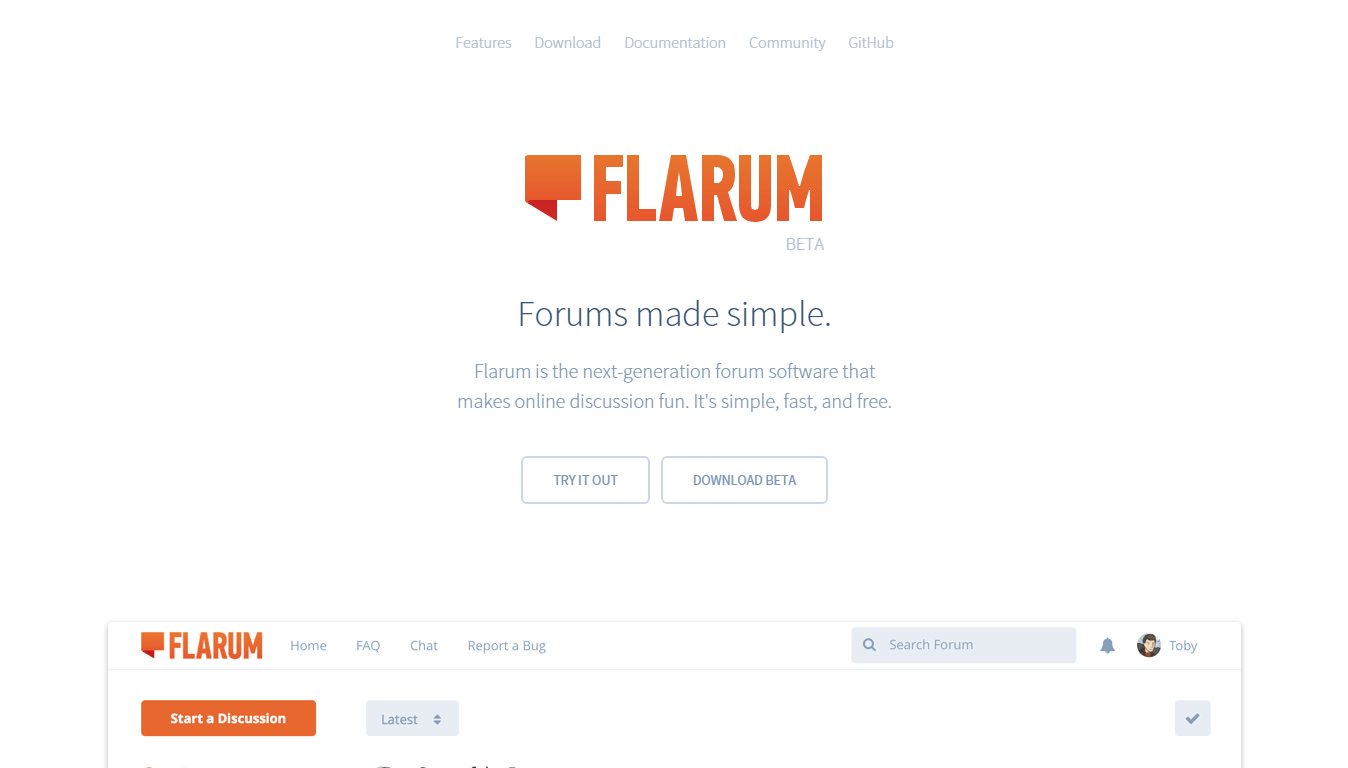 Features Download Documentation Community GitHub
FLARUM
BETA
Forums made simple.
Flarum is the next-generation forum software that
makes online discussion fun. It's simple, fast, and free.
TRY IT OUT DOWNLOAD BETA
FLARUM Home FAQ Chat Report a Bug Search Forum Toby
Start a Discussion Latest